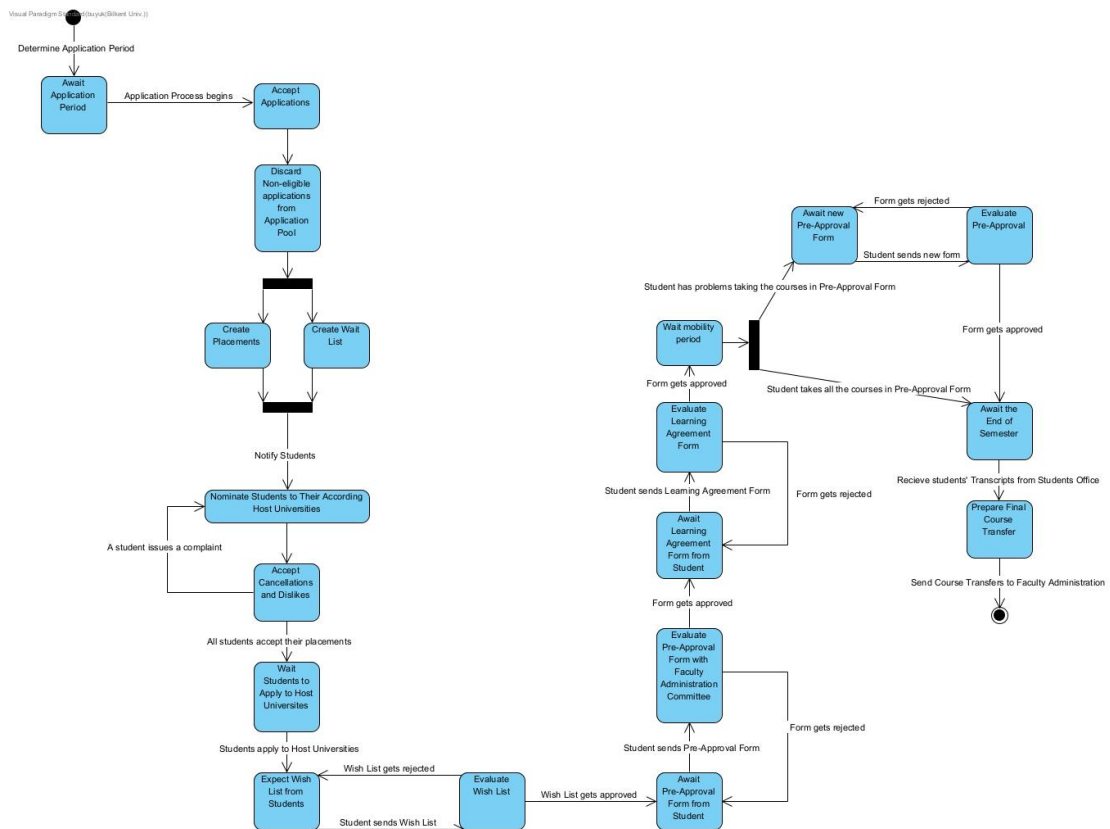 Visual Paradigm Standard(buyuk(Bilkent Univ.))
Determine Application Period
Await
Application
Period
Application Process begins
Accept
Applications
Discard
Non-eligible
applications
from
Application
Pool
Create
Placements
Create Wait
List
Notify Students
Nominate Students to Their According
Host Universities
A student issues a complaint
Accept
Cancellations
and Dislikes
All students accept their placements
Wait
Students to
Apply to Host
Universites
Students apply to Host Universities
Expect Wish
List from
Students
Wish List gets rejected
Student sends Wish List
Evaluate
Wish List
Wish List gets approved
Await
Pre-Approval
Form from
Student
Student sends Pre-Approval Form
Form gets rejected
Evaluate
Pre-Approval
Form with
Faculty
Administration
Committee
Form gets approved
Await
Learning
Agreement
Form from
Student
Student sends Learning Agreement Form
Form gets rejected
Evaluate
Learning
Agreement
Form
Form gets approved
Wait mobility
period
Student has problems taking the courses in Pre-Approval Form
Await new
Pre-Approval
Form
Form gets rejected
Student sends new form
Evaluate
Pre-Approval
Form gets approved
Student takes all the courses in Pre-Approval Form
Await the
End of
Semester
Recieve students' Transcripts from Students Office
Prepare Final
Course
Transfer
Send Course Transfers to Faculty Administration